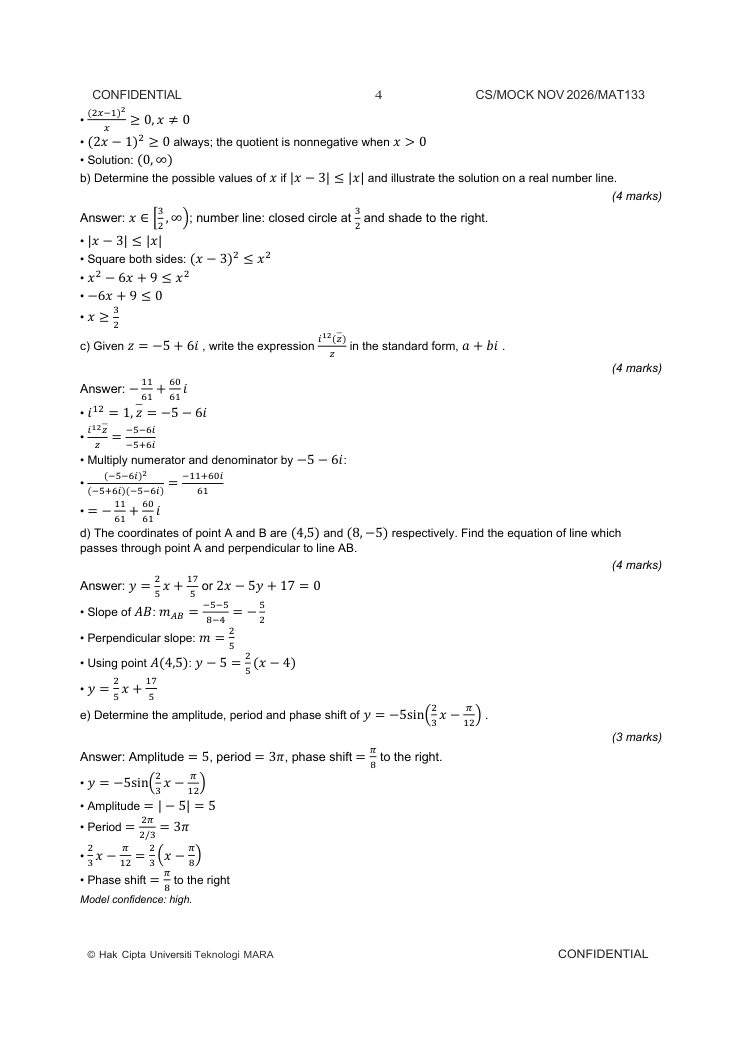 CONFIDENTIAL 4 CS/MOCK NOV 2026/MAT133
• (2x−1)²/x ≥ 0, x ≠ 0
• (2x − 1)² ≥ 0 always; the quotient is nonnegative when x > 0
• Solution: (0, ∞)
b) Determine the possible values of x if |x − 3| ≤ |x| and illustrate the solution on a real number line.
(4 marks)
Answer: x ∈ [3/2, ∞); number line: closed circle at 3/2 and shade to the right.
• |x − 3| ≤ |x|
• Square both sides: (x − 3)² ≤ x²
• x² − 6x + 9 ≤ x²
• −6x + 9 ≤ 0
• x ≥ 3/2
c) Given z = −5 + 6i , write the expression i¹²(z̅)/z in the standard form, a + bi .
(4 marks)
Answer: −11/61 + 60/61 i
• i¹² = 1, z̅ = −5 − 6i
• i¹²z̅/z = −5−6i/−5+6i
• Multiply numerator and denominator by −5 − 6i:
• (−5−6i)²/(−5+6i)(−5−6i) = −11+60i/61
• = −11/61 + 60/61 i
d) The coordinates of point A and B are (4,5) and (8, −5) respectively. Find the equation of line which
passes through point A and perpendicular to line AB.
(4 marks)
Answer: y = 2/5 x + 17/5 or 2x − 5y + 17 = 0
• Slope of AB: m_AB = −5−5/8−4 = −5/2
• Perpendicular slope: m = 2/5
• Using point A(4,5): y − 5 = 2/5 (x − 4)
• y = 2/5 x + 17/5
e) Determine the amplitude, period and phase shift of y = −5sin(2/3 x − π/12) .
(3 marks)
Answer: Amplitude = 5, period = 3π, phase shift = π/8 to the right.
• y = −5sin(2/3 x − π/12)
• Amplitude = | − 5| = 5
• Period = 2π/2/3 = 3π
• 2/3 x − π/12 = 2/3 (x − π/8)
• Phase shift = π/8 to the right
Model confidence: high.
© Hak Cipta Universiti Teknologi MARA CONFIDENTIAL